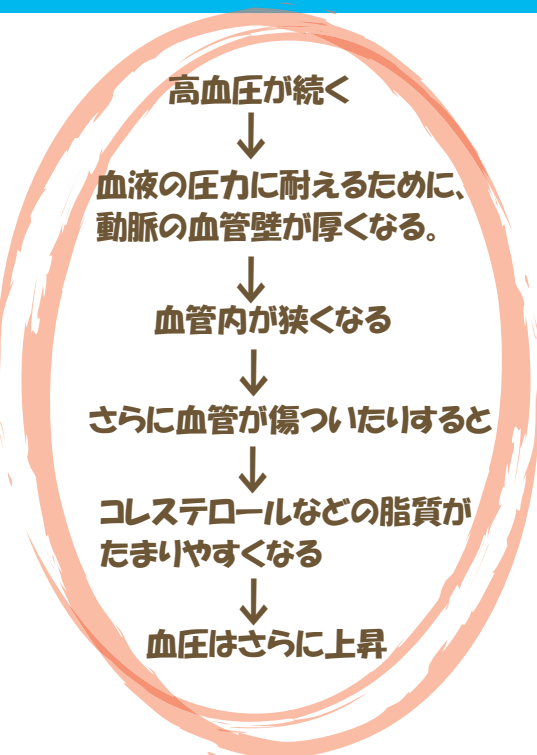 高血圧が続く
↓
血液の圧力に耐えるために、
動脈の血管壁が厚くなる。
↓
血管内が狭くなる
↓
さらに血管が傷ついたりすると
↓
コレステロールなどの脂質が
たまりやすくなる
↓
血圧はさらに上昇